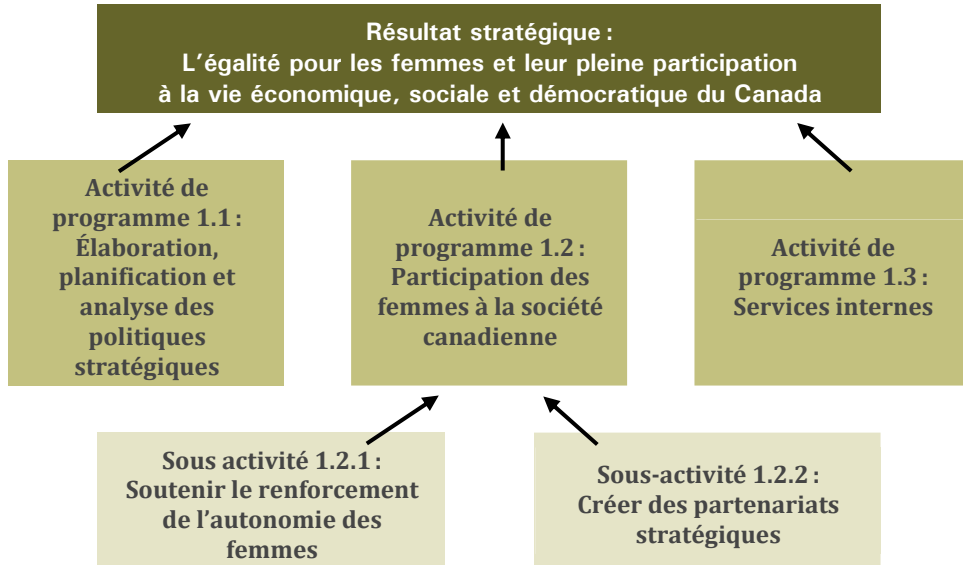 Résultat stratégique :
L'égalité pour les femmes et leur pleine participation
à la vie économique, sociale et démocratique du Canada
Activité de
programme 1.1 :
Élaboration,
planification et
analyse des
politiques
stratégiques
Activité de
programme 1.2 :
Participation des
femmes à la société
canadienne
Activité de
programme 1.3 :
Services internes
Sous activité 1.2.1 :
Soutenir le renforcement
de l'autonomie des
femmes
Sous-activité 1.2.2 :
Créer des partenariats
stratégiques